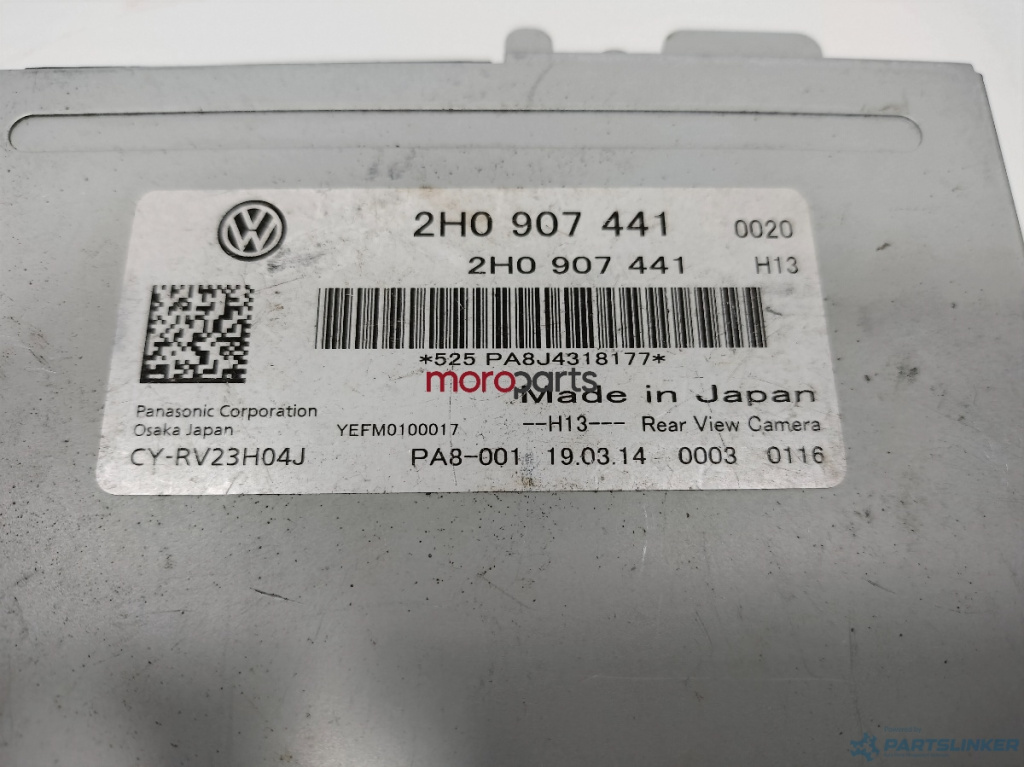 2H0 907 441 0020
2H0 907 441 H13
*525 PA8J4318177*
moroparts
Made in Japan
Panasonic Corporation
Osaka Japan YEFM0100017 --H13--- Rear View Camera
CY-RV23H04J PA8-001 19.03.14 0003 0116
PARTSLINKER